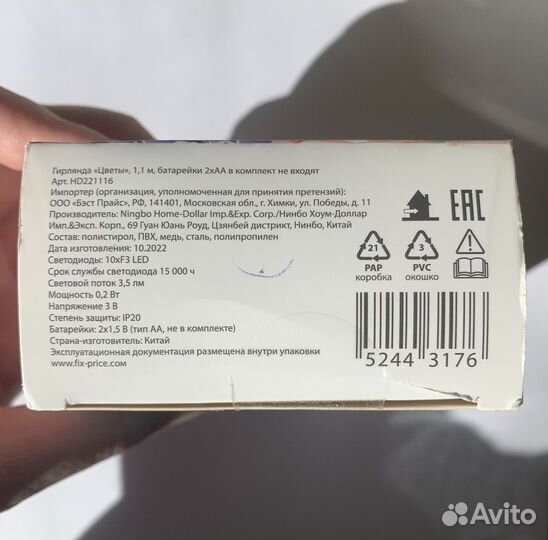 Гирлянда «Цветы», 1,1 м, батарейки 2xАА в комплект не входят
Арт. HD221116
Импортер (организация, уполномоченная для принятия претензий):
ООО «Бэст Прайс», РФ, 141401, Московская обл., г. Химки, ул. Победы, д. 11
Производитель: Ningbo Home-Dollar Imp.&Exp. Corp./Нинбо Хоум-Доллар
Имп.&Эксп. Корп., 69 Гуан Юань Роуд, Цзянбей дистрикт, Нинбо, Китай
Состав: полистирол, ПВХ, медь, сталь, полипропилен
Дата изготовления: 10.2022
Светодиоды: 10xF3 LED
Срок службы светодиода 15 000 ч
Световой поток 3,5 лм
Мощность 0,2 Вт
Напряжение 3 В
Степень защиты: IP20
Батарейки: 2х1,5 В (тип АА, не в комплекте)
Страна-изготовитель: Китай
Эксплуатационная документация размещена внутри упаковки
www.fix-price.com
EAC
21
PAP
коробка
3
PVC
окошко
5244 3176
Avito